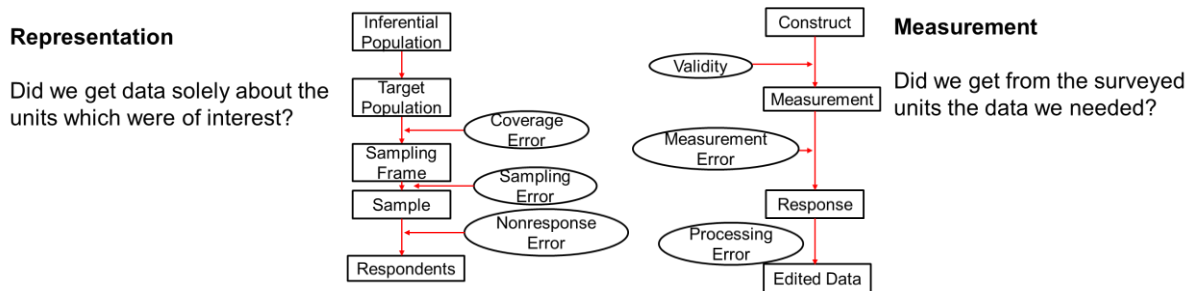 Representation
Did we get data solely about the
units which were of interest?
Inferential
Population
Target
Population
Coverage
Error
Sampling
Frame
Sampling
Error
Sample
Nonresponse
Error
Respondents
Construct
Validity
Measurement
Measurement
Error
Response
Processing
Error
Edited Data
Measurement
Did we get from the surveyed
units the data we needed?